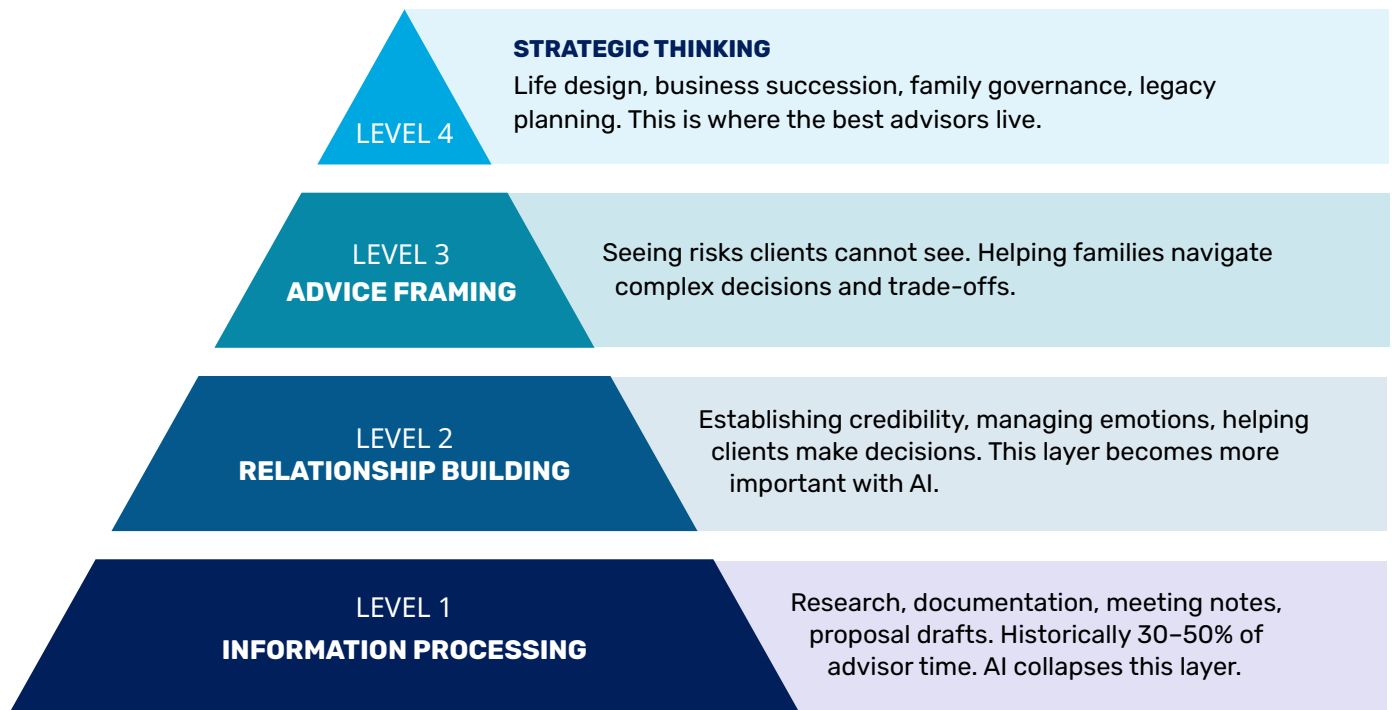 STRATEGIC THINKING
Life design, business succession, family governance, legacy
planning. This is where the best advisors live.
LEVEL 4
LEVEL 3
ADVICE FRAMING
Seeing risks clients cannot see. Helping families navigate
complex decisions and trade-offs.
LEVEL 2
RELATIONSHIP BUILDING
Establishing credibility, managing emotions, helping
clients make decisions. This layer becomes more
important with AI.
LEVEL 1
INFORMATION PROCESSING
Research, documentation, meeting notes,
proposal drafts. Historically 30–50% of
advisor time. AI collapses this layer.